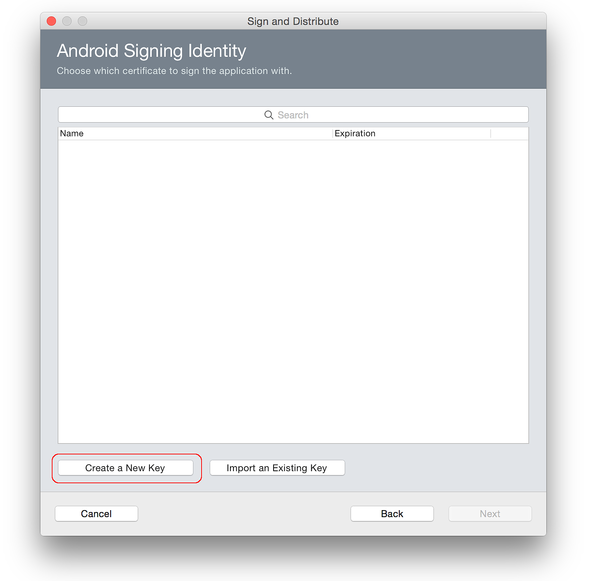 Sign and Distribute
Android Signing Identity
Choose which certificate to sign the application with.
Search
Name Expiration
Create a New Key Import an Existing Key
Cancel Back Next